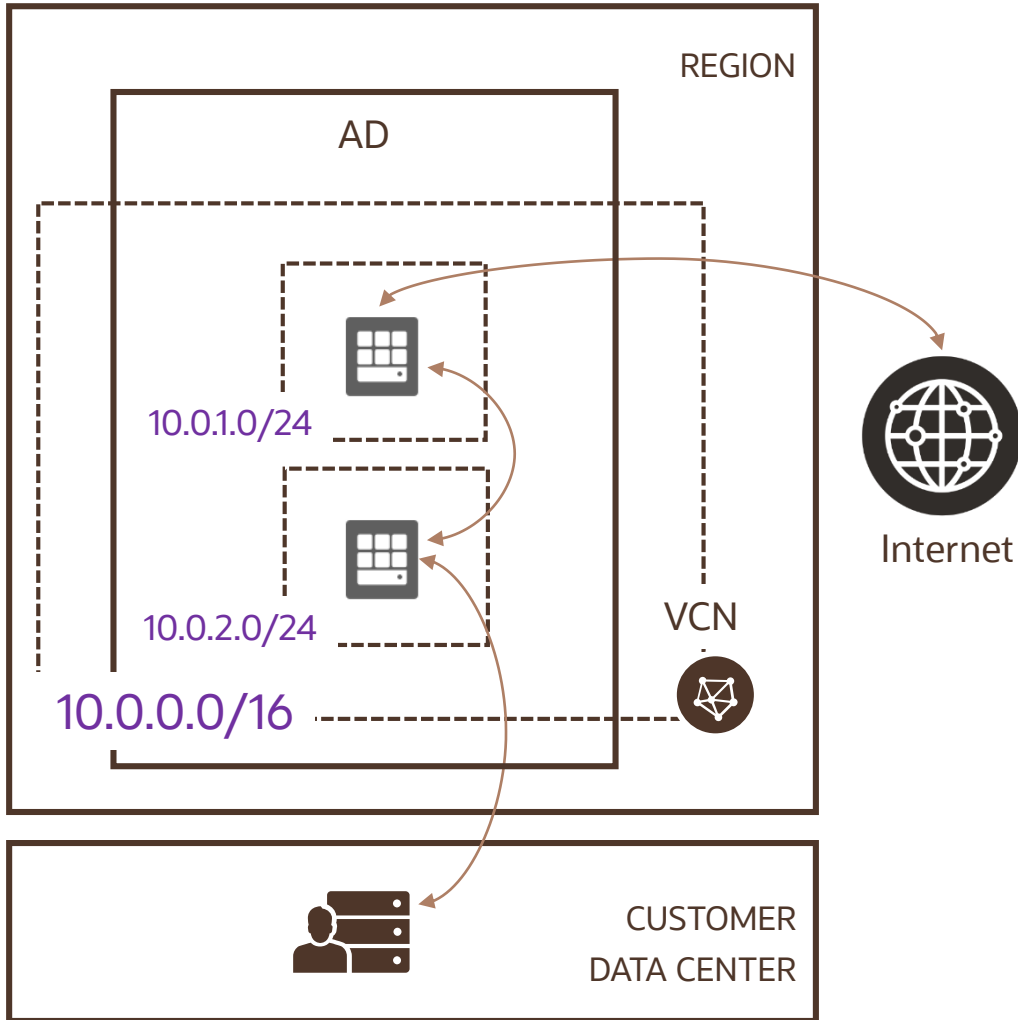 REGION
AD
10.0.1.0/24
Internet
10.0.2.0/24
VCN
10.0.0.0/16
CUSTOMER
DATA CENTER